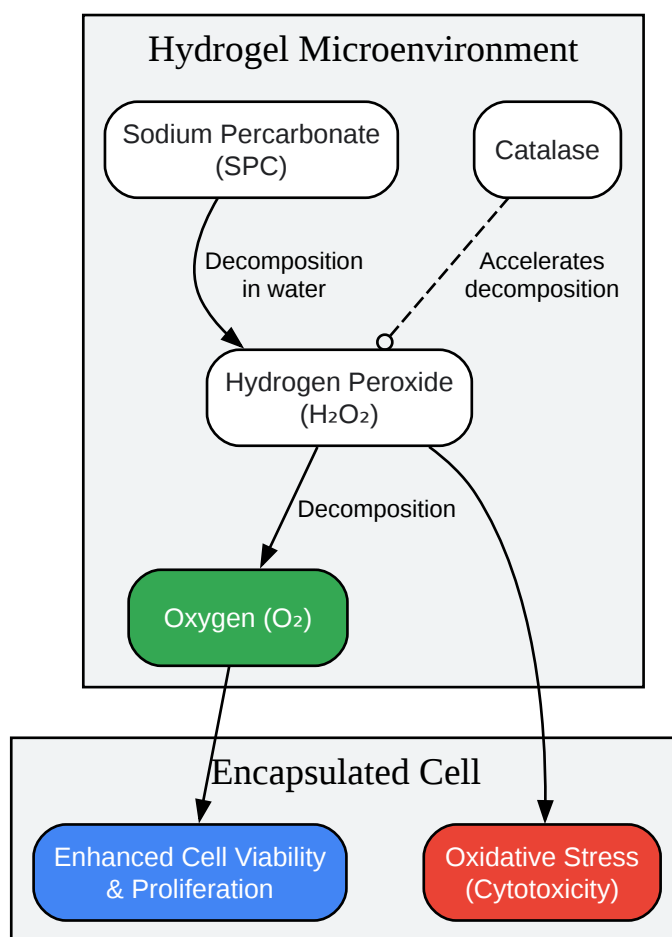 Hydrogel Microenvironment
Sodium Percarbonate
(SPC)
Catalase
Decomposition
in water
Accelerates
decomposition
Hydrogen Peroxide
(H₂O₂)
Decomposition
Oxygen (O₂)
Encapsulated Cell
Enhanced Cell Viability
& Proliferation
Oxidative Stress
(Cytotoxicity)